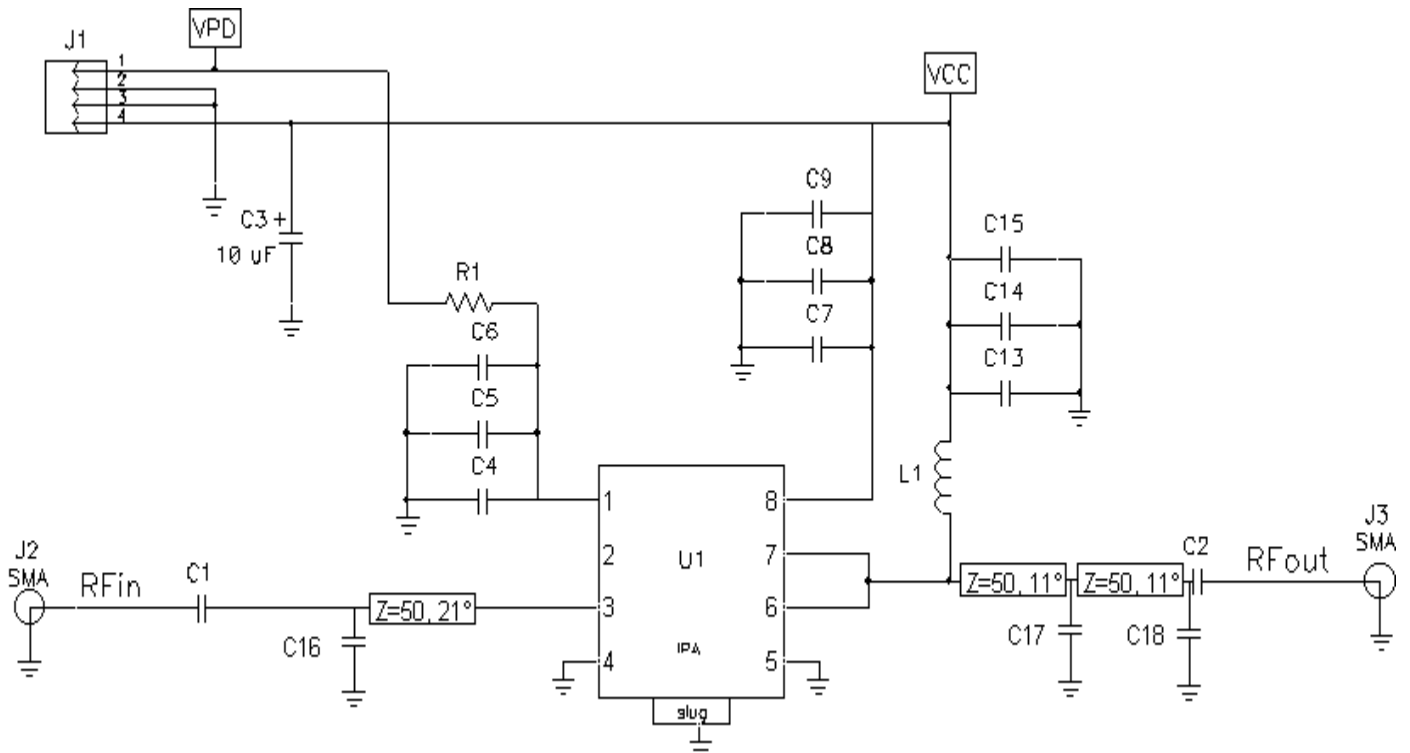 VPD
J1
1
2
3
4
VCC
C9
C3 +
10 uF
C8
C15
R1
C14
C6
C7
C13
C5
C4
L1
1
8
2
U1
7
J2
SMA
RFin
C1
Z=50, 21°
3
6
Z=50, 11°
Z=50, 11°
C2
RFout
J3
SMA
C16
C17
C18
4
IPA
5
slug